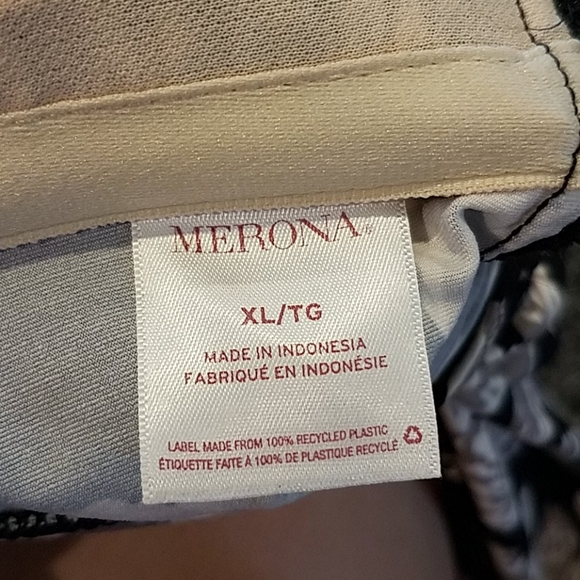 MERONA®
XL/TG
MADE IN INDONESIA
FABRIQUÉ EN INDONÉSIE
LABEL MADE FROM 100% RECYCLED PLASTIC
ÉTIQUETTE FAITE À 100% DE PLASTIQUE RECYCLÉ